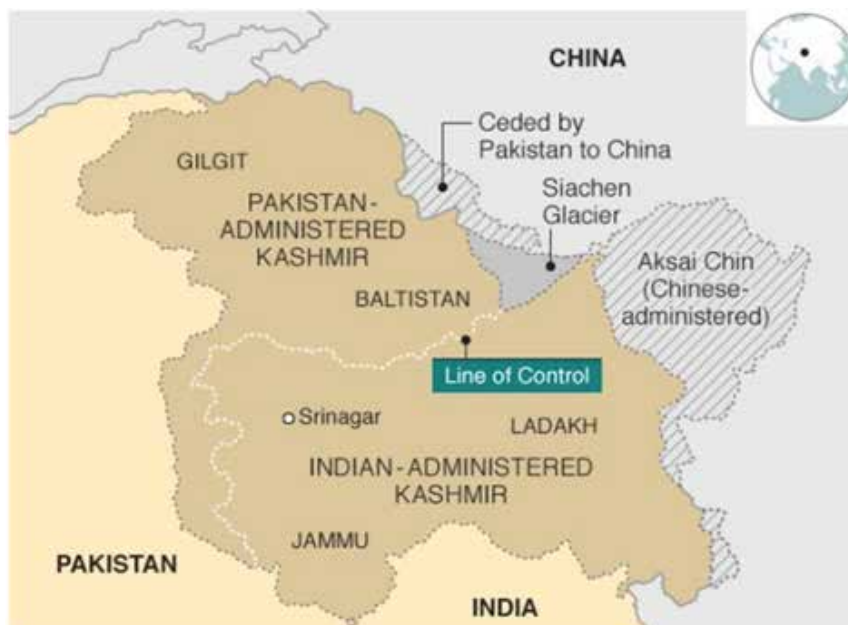 CHINA
Ceded by
Pakistan to China
Siachen
Glacier
GILGIT
PAKISTAN-
ADMINISTERED
KASHMIR
Aksai Chin
(Chinese-
administered)
BALTISTAN
Line of Control
Srinagar
LADAKH
INDIAN-ADMINISTERED
KASHMIR
JAMMU
PAKISTAN
INDIA